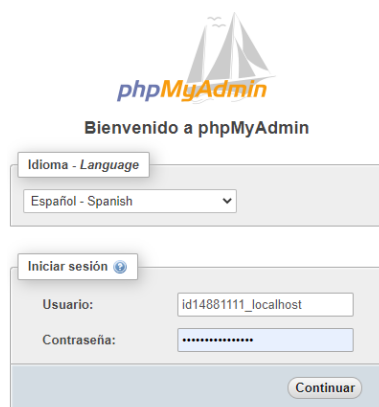 phpMyAdmin
Bienvenido a phpMyAdmin
Idioma - Language
Español - Spanish
Iniciar sesión
Usuario: id14881111_localhost
Contraseña: ••••••••••••••••
Continuar